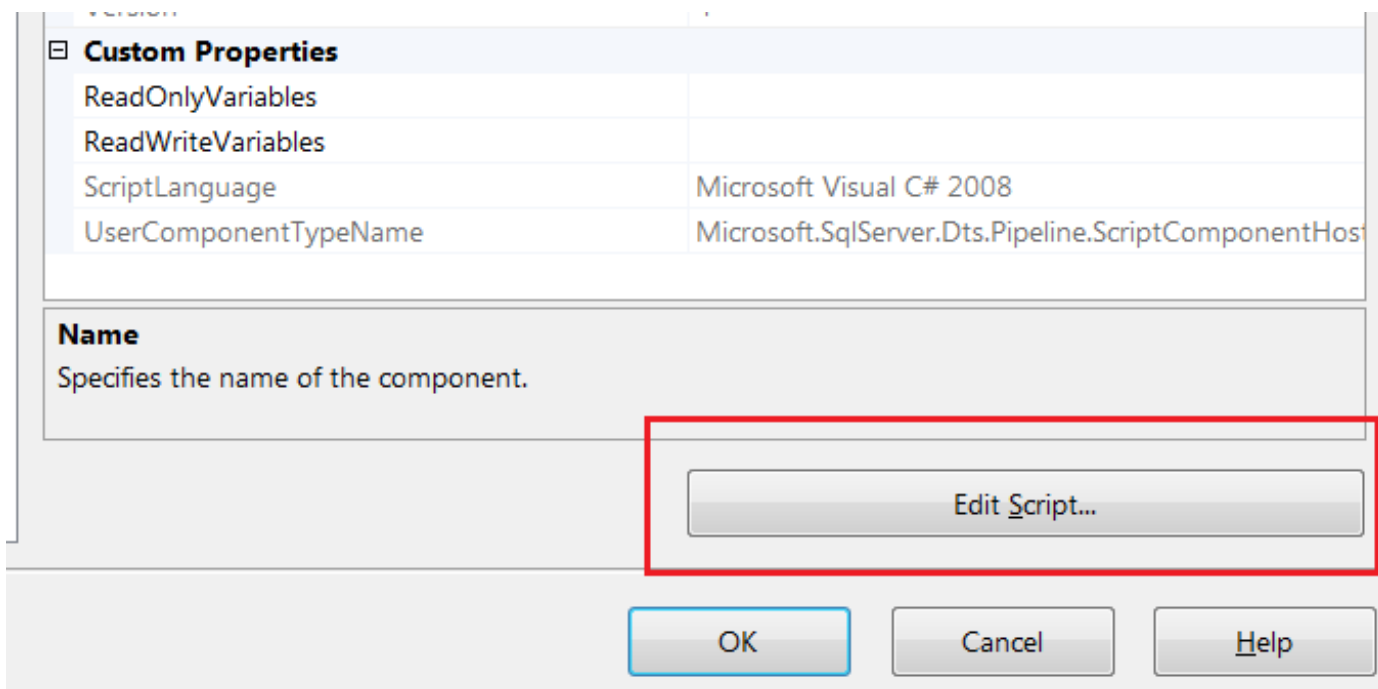 Custom Properties
ReadOnlyVariables
ReadWriteVariables
ScriptLanguage Microsoft Visual C# 2008
UserComponentTypeName Microsoft.SqlServer.Dts.Pipeline.ScriptComponentHost
Name
Specifies the name of the component.
Edit Script...
OK Cancel Help